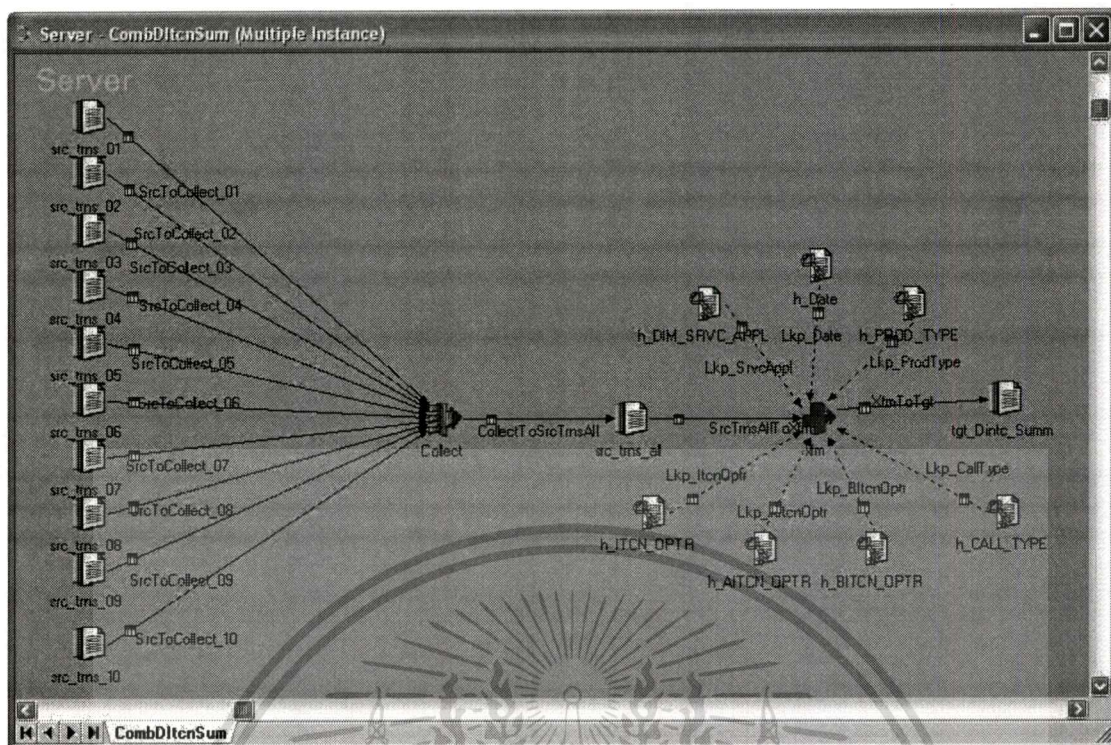 Server - CombDItcnSum (Multiple Instance)
Server
src_trns_01
SrcToCollect_01
src_trns_02
SrcToCollect_02
src_trns_03
SrcToCollect_03
src_trns_04
SrcToCollect_04
src_trns_05
SrcToCollect_05
src_trns_06
SrcToCollect_06
src_trns_07
SrcToCollect_07
src_trns_08
SrcToCollect_08
src_trns_09
SrcToCollect_09
src_trns_10
SrcToCollect_10
Collect
CollectToSrcTrnsAll
src_trns_all
SrcTrnsAllToXfm
Xfm
h_DIM_SRVC_APPL
Lkp_SrvcAppl
h_Date
Lkp_Date
h_PROD_TYPE
Lkp_ProdType
XfmToTgt
tgt_Dintc_Summ
Lkp_ItcnOptr
h_ITCN_OPTR
Lkp_AItcnOptr
h_AITCN_OPTR
Lkp_BItcnOptr
h_BITCN_OPTR
Lkp_CallType
h_CALL_TYPE
CombDItcnSum